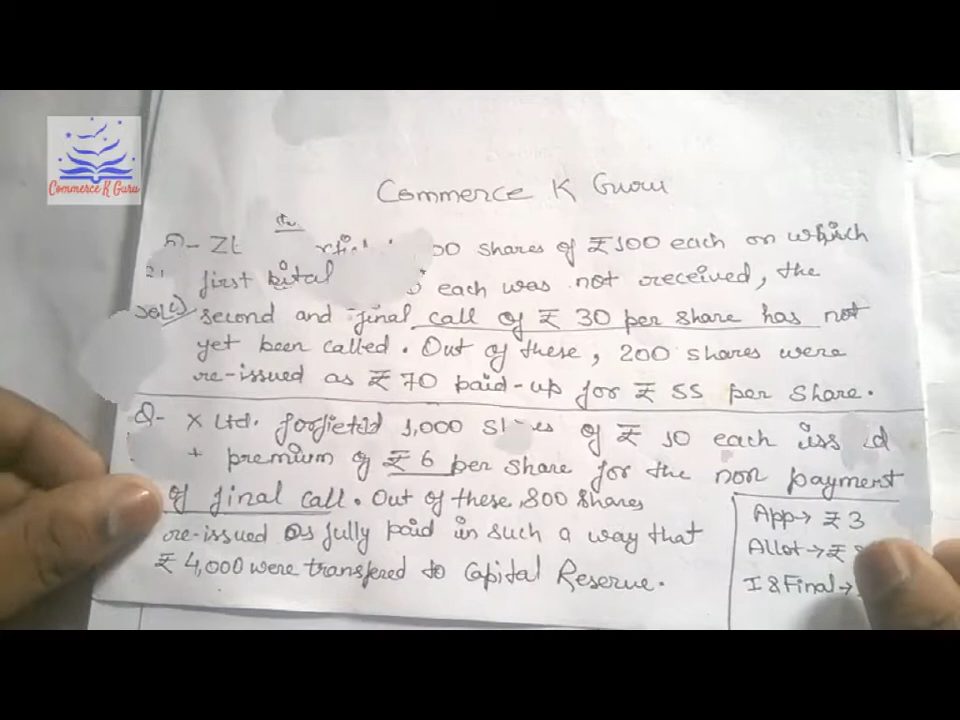 Commerce K Guru
Commerce K Guru
shares of ₹100 each on which
first each was not received, the
second and final call of ₹ 30 per share has not
yet been called. Out of these, 200 shares were
re-issued as ₹ 70 paid-up for ₹ 55 per share.
Q- X Ltd. forfieted 1,000 of ₹ 10 each
premium of ₹ 6 per share for the non payment
of final call. Out of these, 800 shares
re-issued as fully paid in such a way that
₹ 4,000 were transfered to Capital Reserve.
App→ ₹3
Allot→ ₹
I & Final→